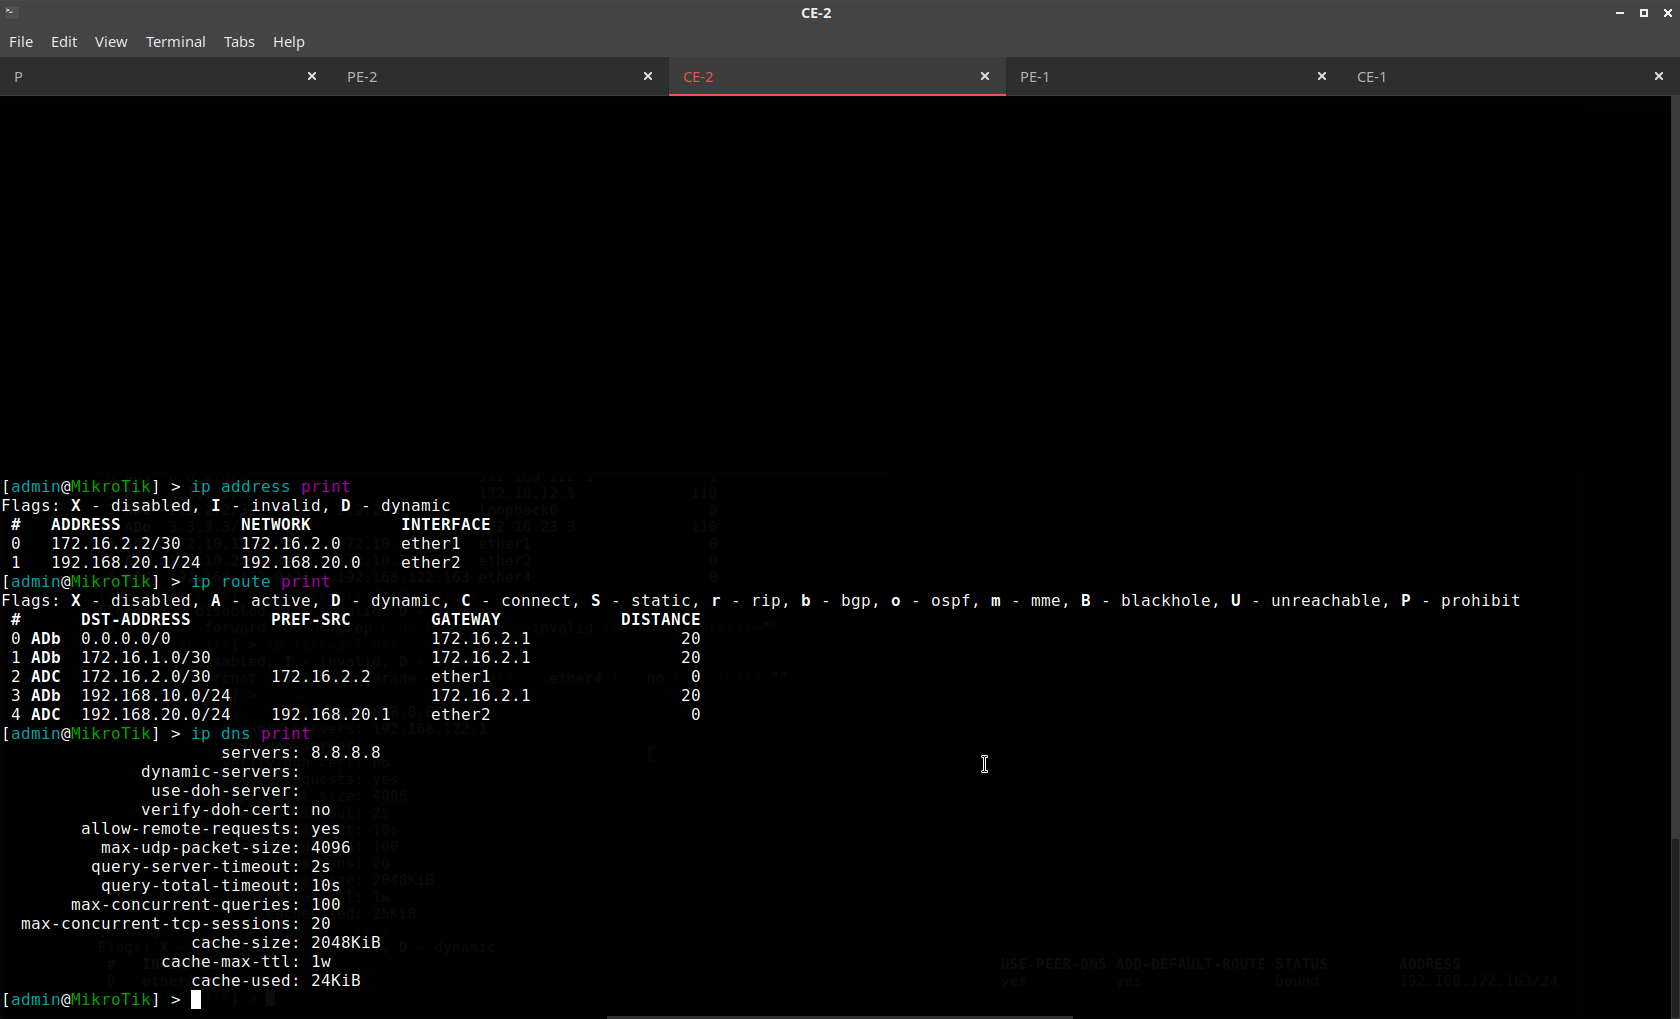 CE-2
File Edit View Terminal Tabs Help
P PE-2 CE-2 PE-1 CE-1
[admin@MikroTik] > ip address print
Flags: X - disabled, I - invalid, D - dynamic
# ADDRESS NETWORK INTERFACE
0 172.16.2.2/30 172.16.2.0 ether1
1 192.168.20.1/24 192.168.20.0 ether2
[admin@MikroTik] > ip route print
Flags: X - disabled, A - active, D - dynamic, C - connect, S - static, r - rip, b - bgp, o - ospf, m - mme, B - blackhole, U - unreachable, P - prohibit
# DST-ADDRESS PREF-SRC GATEWAY DISTANCE
0 ADb 0.0.0.0/0 172.16.2.1 20
1 ADb 172.16.1.0/30 172.16.2.1 20
2 ADC 172.16.2.0/30 172.16.2.2 ether1 0
3 ADb 192.168.10.0/24 172.16.2.1 20
4 ADC 192.168.20.0/24 192.168.20.1 ether2 0
[admin@MikroTik] > ip dns print
servers: 8.8.8.8
dynamic-servers:
use-doh-server:
verify-doh-cert: no
allow-remote-requests: yes
max-udp-packet-size: 4096
query-server-timeout: 2s
query-total-timeout: 10s
max-concurrent-queries: 100
max-concurrent-tcp-sessions: 20
cache-size: 2048KiB
cache-max-ttl: 1w
cache-used: 24KiB
[admin@MikroTik] >